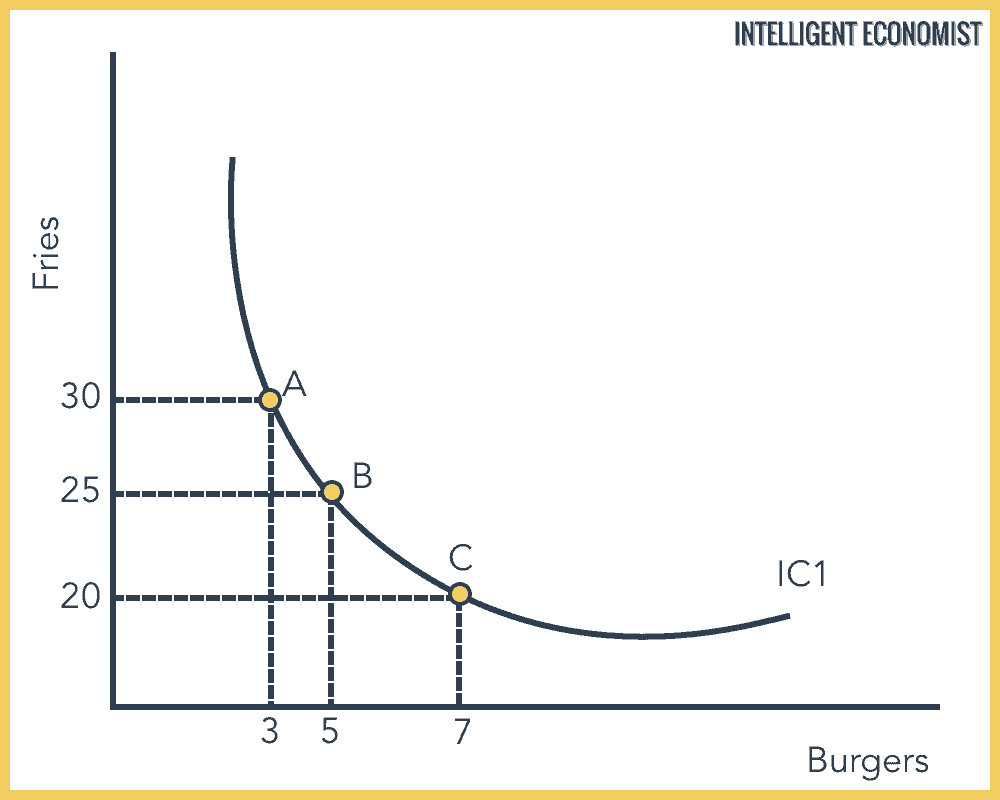 INTELLIGENT ECONOMIST
Fries
30
A
25
B
C
20
IC1
3
5
7
Burgers